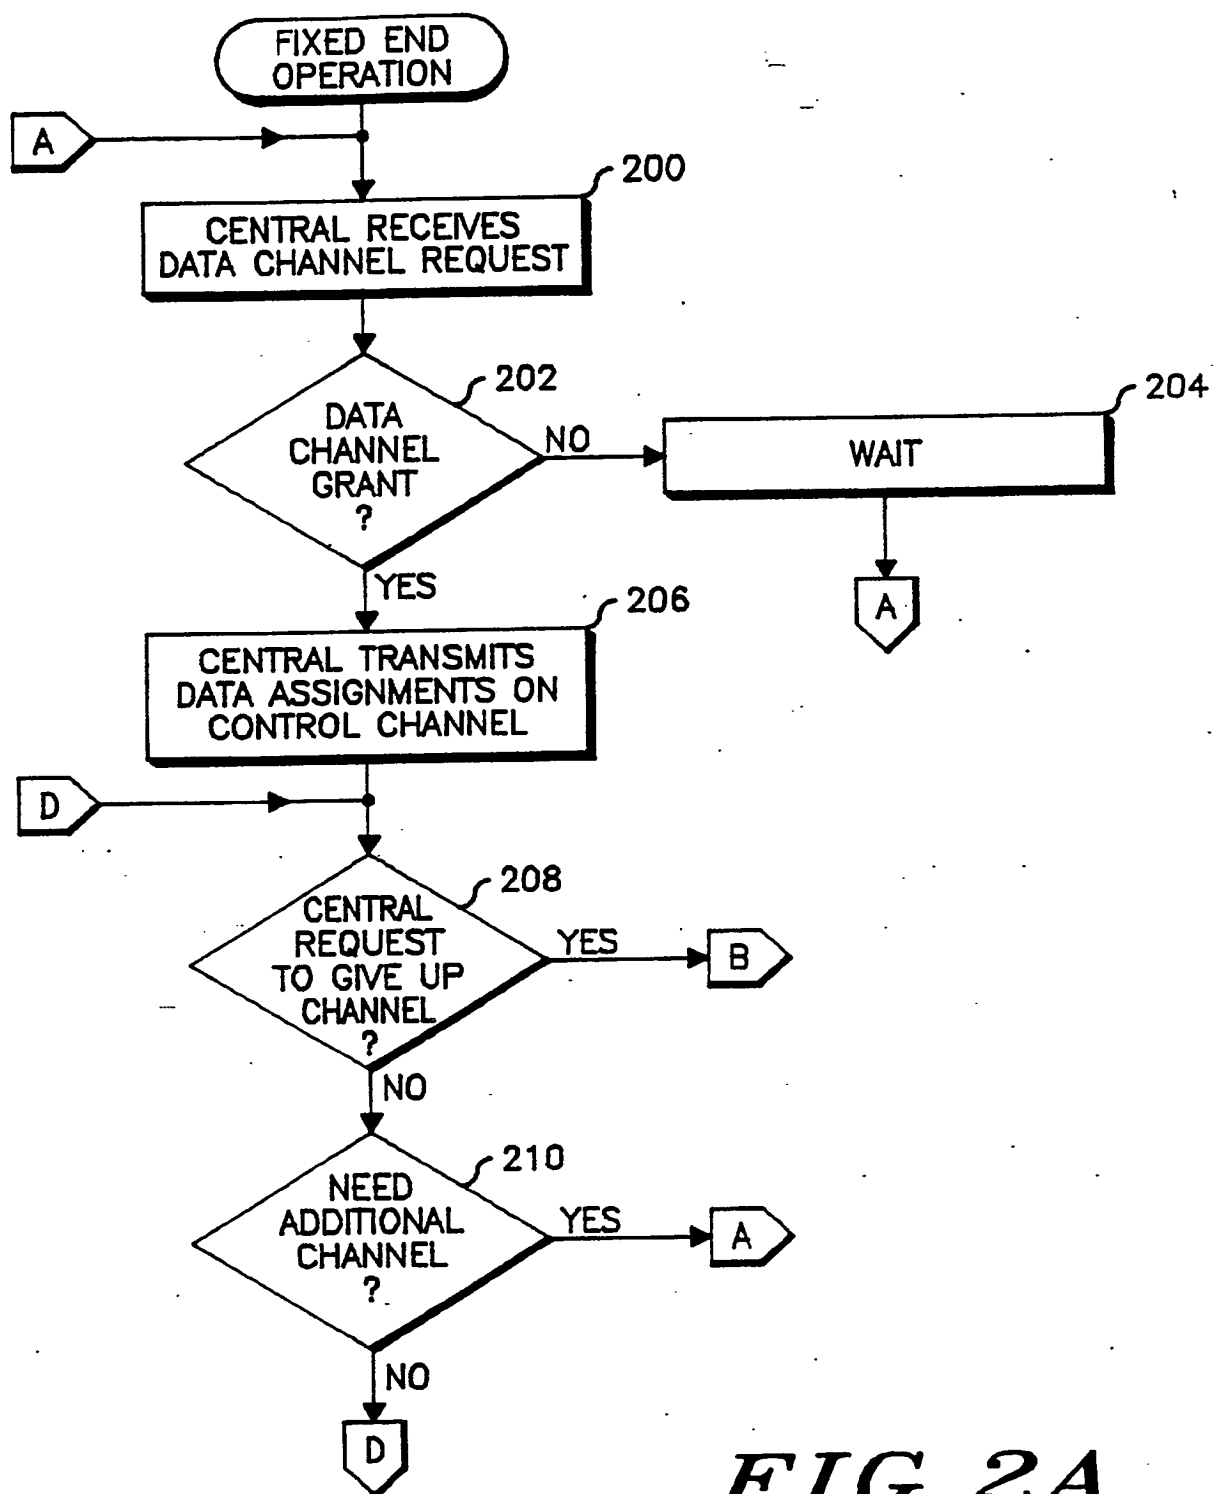 FIXED END
OPERATION
A
200
CENTRAL RECEIVES
DATA CHANNEL REQUEST
202
DATA
CHANNEL
GRANT
?
NO
204
WAIT
A
YES
206
CENTRAL TRANSMITS
DATA ASSIGNMENTS ON
CONTROL CHANNEL
D
208
CENTRAL
REQUEST
TO GIVE UP
CHANNEL
?
YES
B
NO
210
NEED
ADDITIONAL
CHANNEL
?
YES
A
NO
D
FIG. 2A